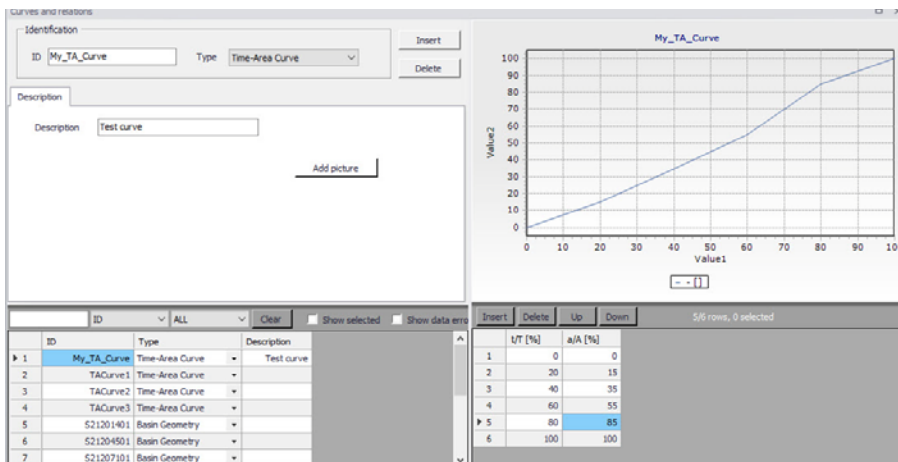 Curves and relations
Identification
ID My_TA_Curve Type Time-Area Curve
Insert
Delete
Description
Description Test curve
Add picture
My_TA_Curve
Value2
100
90
80
70
60
50
40
30
20
10
0
0 10 20 30 40 50 60 70 80 90 10
Value1
[]
ID ALL Clear Show selected Show data erro
ID Type Description
1 My_TA_Curve Time-Area Curve Test curve
2 TACurve1 Time-Area Curve
3 TACurve2 Time-Area Curve
4 TACurve3 Time-Area Curve
5 S21201401 Basin Geometry
6 S21204501 Basin Geometry
7 S21207101 Basin Geometry
Insert Delete Up Down 5/6 rows, 0 selected
t/T [%] a/A [%]
1 0 0
2 20 15
3 40 35
4 60 55
5 80 85
6 100 100